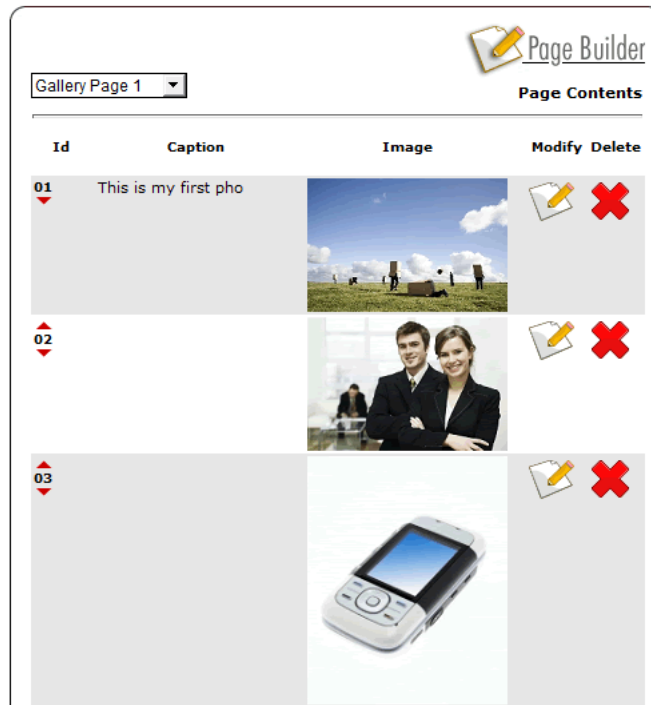 Page Builder
Gallery Page 1
Page Contents
Id Caption Image Modify Delete
01 This is my first pho
02
03